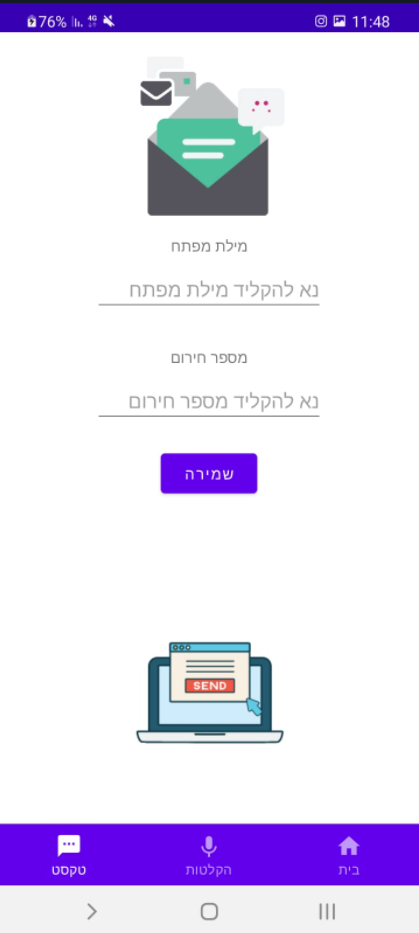 76% 4G 11:48
מילת מפתח
נא להקליד מילת מפתח
מספר חירום
נא להקליד מספר חירום
שמירה
SEND
בית הקלטות טקסט